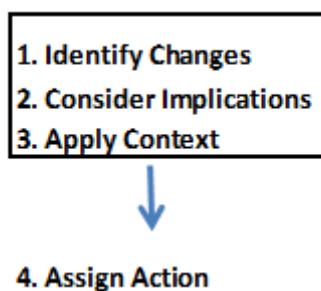 1. Identify Changes
2. Consider Implications
3. Apply Context
4. Assign Action